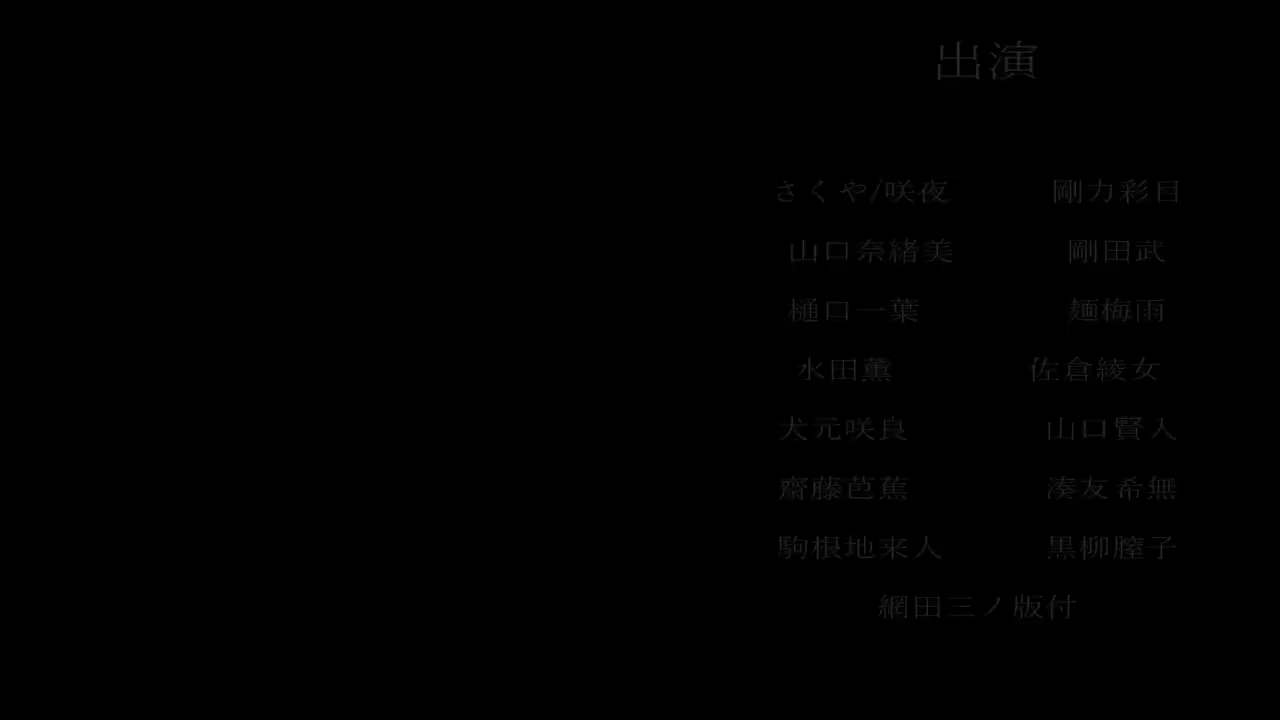 出演
さくや/咲夜 剛力彩目
山口奈緒美 剛田武
樋口一葉 麺梅雨
水田薫 佐倉綾女
犬元咲良 山口賢人
齋藤芭蕉 湊友希無
駒根地来人 黒柳膣子
網田三ノ版付